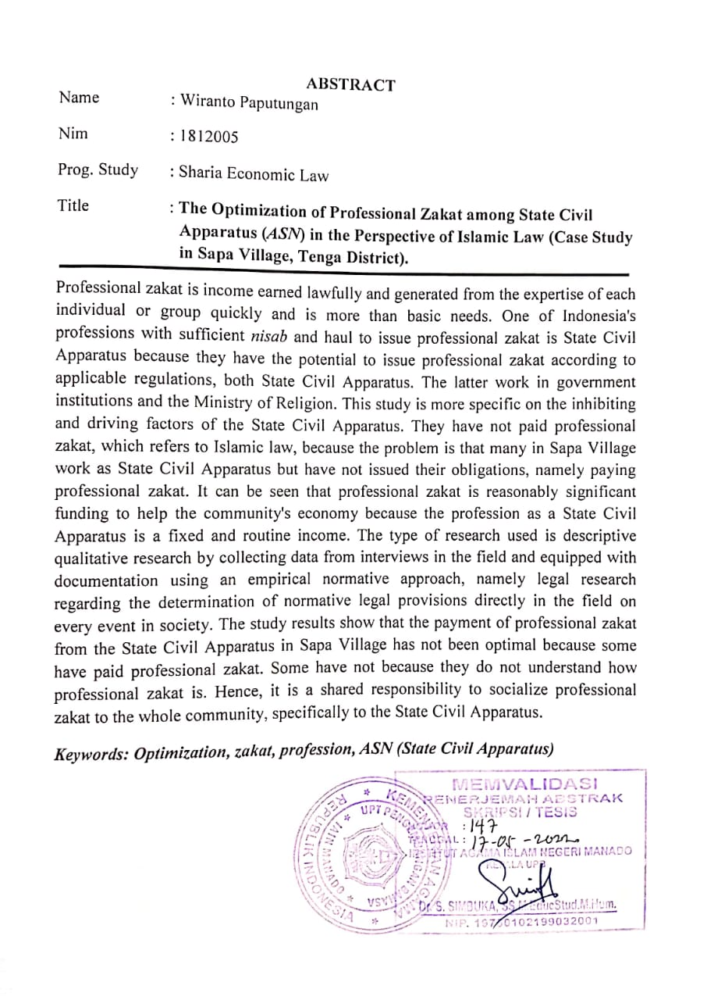 ABSTRACT
Name : Wiranto Paputungan
Nim : 1812005
Prog. Study : Sharia Economic Law
Title : The Optimization of Professional Zakat among State Civil
Apparatus (ASN) in the Perspective of Islamic Law (Case Study
in Sapa Village, Tenga District).
Professional zakat is income earned lawfully and generated from the expertise of each
individual or group quickly and is more than basic needs. One of Indonesia's
professions with sufficient nisab and haul to issue professional zakat is State Civil
Apparatus because they have the potential to issue professional zakat according to
applicable regulations, both State Civil Apparatus. The latter work in government
institutions and the Ministry of Religion. This study is more specific on the inhibiting
and driving factors of the State Civil Apparatus. They have not paid professional
zakat, which refers to Islamic law, because the problem is that many in Sapa Village
work as State Civil Apparatus but have not issued their obligations, namely paying
professional zakat. It can be seen that professional zakat is reasonably significant
funding to help the community's economy because the profession as a State Civil
Apparatus is a fixed and routine income. The type of research used is descriptive
qualitative research by collecting data from interviews in the field and equipped with
documentation using an empirical normative approach, namely legal research
regarding the determination of normative legal provisions directly in the field on
every event in society. The study results show that the payment of professional zakat
from the State Civil Apparatus in Sapa Village has not been optimal because some
have paid professional zakat. Some have not because they do not understand how
professional zakat is. Hence, it is a shared responsibility to socialize professional
zakat to the whole community, specifically to the State Civil Apparatus.
Keywords: Optimization, zakat, profession, ASN (State Civil Apparatus)
MEMVALIDASI
PENERJEMAH ABSTRAK
SKRIPSI / TESIS
: 147
: 17-05-2022
AGAMA ISLAM NEGERI MANADO
Dr. S. SIMBUKA, SS
NIP.
REPUBLIK INDONESIA
IAIN MANADO